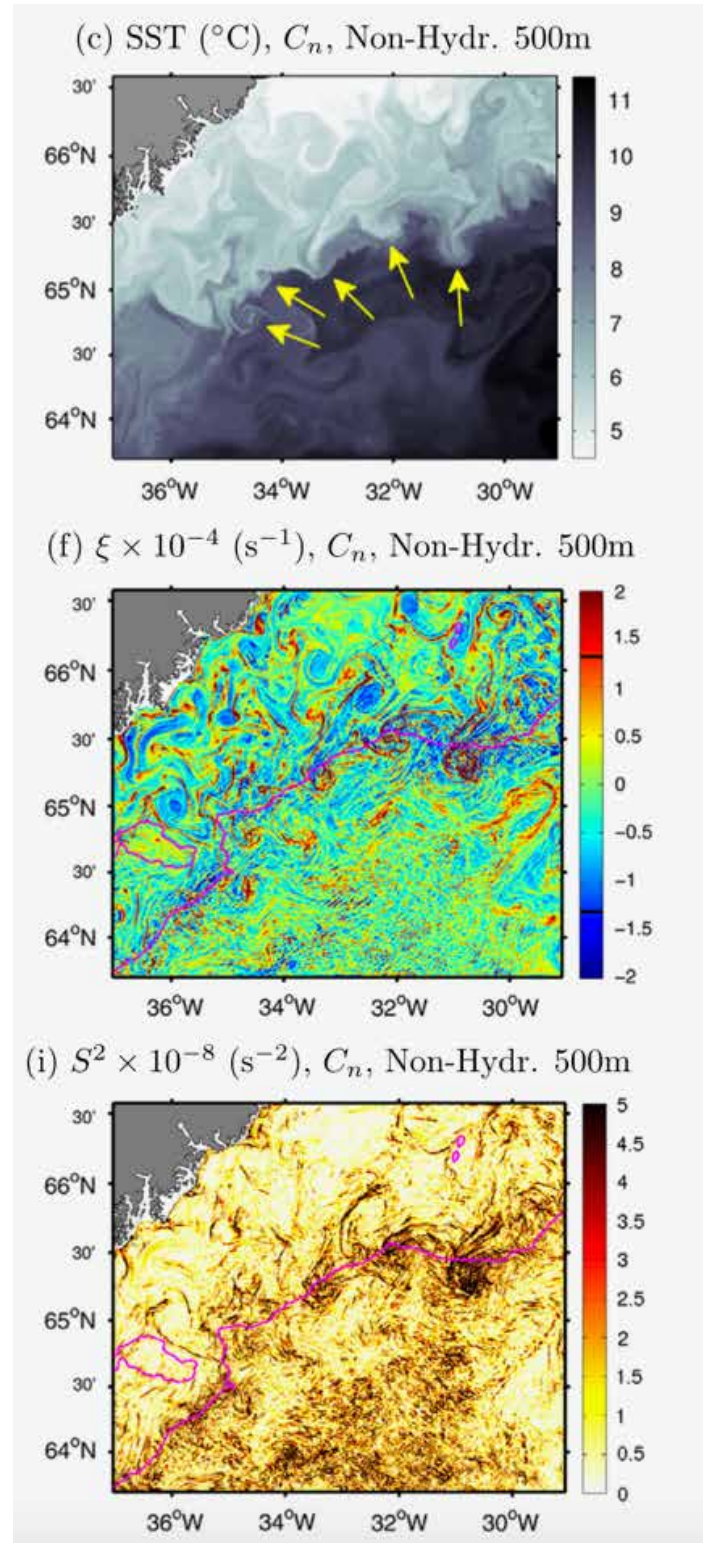 (c) SST (°C), Cₙ, Non-Hydr. 500m
30'
66°N
30'
65°N
30'
64°N
36°W 34°W 32°W 30°W
11
10
9
8
7
6
5
(f) ξ × 10⁻⁴ (s⁻¹), Cₙ, Non-Hydr. 500m
30'
66°N
30'
65°N
30'
64°N
36°W 34°W 32°W 30°W
2
1.5
1
0.5
0
−0.5
−1
−1.5
−2
(i) S² × 10⁻⁸ (s⁻²), Cₙ, Non-Hydr. 500m
30'
66°N
30'
65°N
30'
64°N
36°W 34°W 32°W 30°W
5
4.5
4
3.5
3
2.5
2
1.5
1
0.5
0